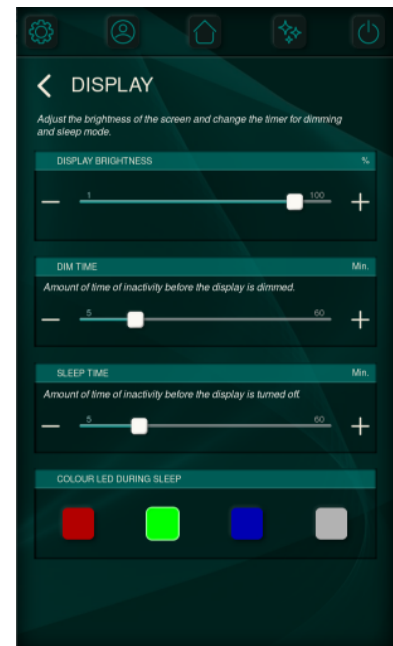 DISPLAY
Adjust the brightness of the screen and change the timer for dimming
and sleep mode.
DISPLAY BRIGHTNESS %
1 100
DIM TIME Min.
Amount of time of inactivity before the display is dimmed.
5 60
SLEEP TIME Min.
Amount of time of inactivity before the display is turned off.
5 60
COLOUR LED DURING SLEEP